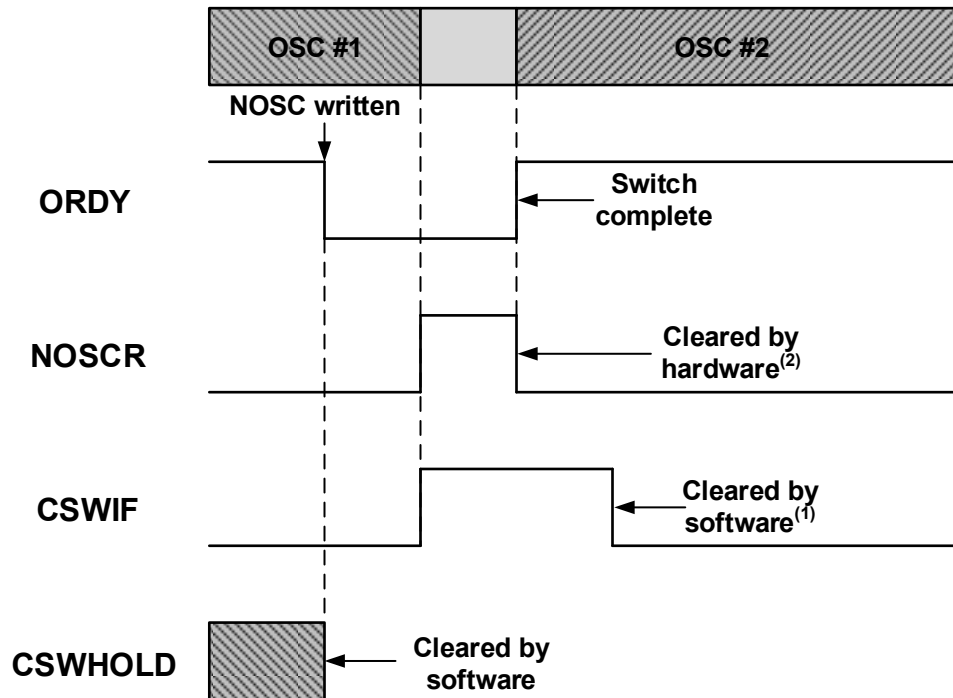 OSC #1
OSC #2
NOSC written
ORDY
Switch
complete
NOSCR
Cleared by
hardware(2)
CSWIF
Cleared by
software(1)
CSWHOLD
Cleared by
software